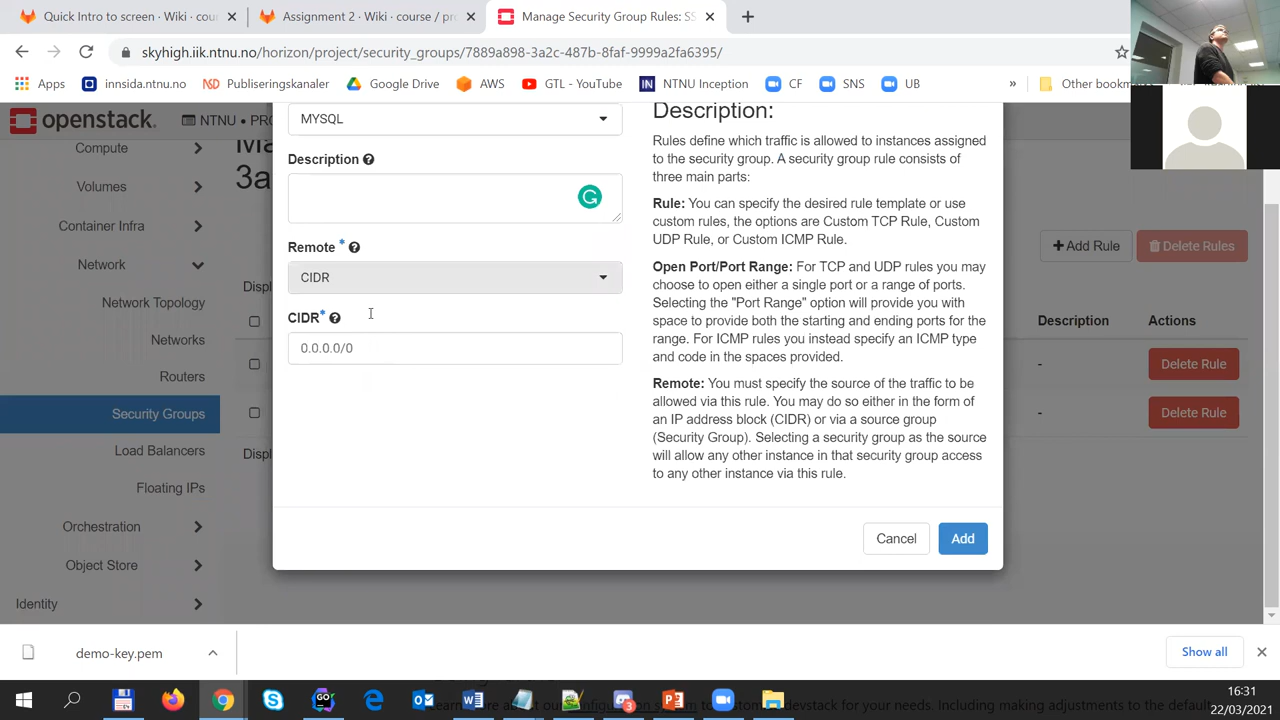 Quick Intro to screen - Wiki - cou
Assignment 2 · Wiki · course / pr
Manage Security Group Rules: SS
skyhigh.iik.ntnu.no/horizon/project/security_groups/7889a898-3a2c-487b-8faf-9999a2fa6395/
Apps
innsida.ntnu.no
Publiseringskanaler
Google Drive
AWS
GTL - YouTube
NTNU Inception
CF
SNS
UB
»
Other bookm
openstack.
NTNU • PRO
Compute
Volumes
Container Infra
Network
Network Topology
Networks
Routers
Security Groups
Load Balancers
Floating IPs
Orchestration
Object Store
Identity
3a
Displ
Displ
MYSQL
Description
Remote *
CIDR
CIDR*
0.0.0.0/0
Description:
Rules define which traffic is allowed to instances assigned
to the security group. A security group rule consists of
three main parts:
Rule: You can specify the desired rule template or use
custom rules, the options are Custom TCP Rule, Custom
UDP Rule, or Custom ICMP Rule.
Open Port/Port Range: For TCP and UDP rules you may
choose to open either a single port or a range of ports.
Selecting the "Port Range" option will provide you with
space to provide both the starting and ending ports for the
range. For ICMP rules you instead specify an ICMP type
and code in the spaces provided.
Remote: You must specify the source of the traffic to be
allowed via this rule. You may do so either in the form of
an IP address block (CIDR) or via a source group
(Security Group). Selecting a security group as the source
will allow any other instance in that security group access
to any other instance via this rule.
Cancel
Add
+Add Rule
Delete Rules
Description
Actions
-
Delete Rule
-
Delete Rule
demo-key.pem
Show all
16:31
22/03/2021